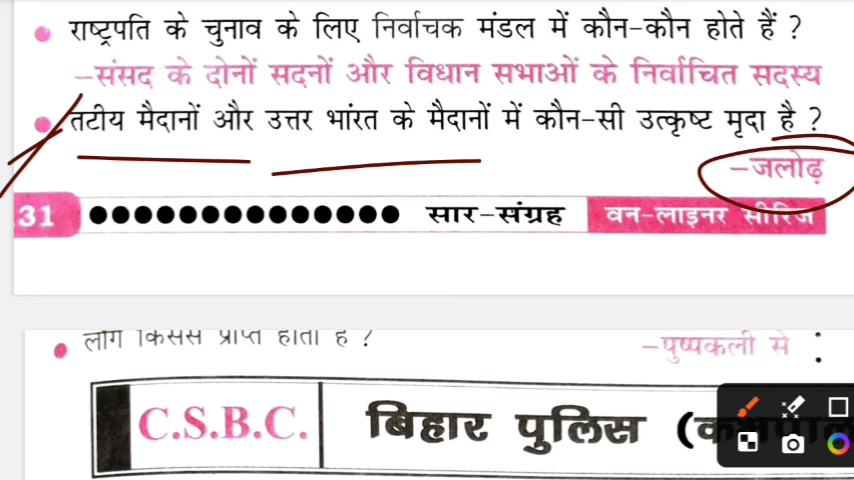 राष्ट्रपति के चुनाव के लिए निर्वाचक मंडल में कौन-कौन होते हैं ?
–संसद के दोनों सदनों और विधान सभाओं के निर्वाचित सदस्य
तटीय मैदानों और उत्तर भारत के मैदानों में कौन-सी उत्कृष्ट मृदा है ?
–जलोढ़
31 सार-संग्रह वन-लाइनर सीरिज
लौंग किससे प्राप्त होता है ?
–पुष्पकली से
C.S.B.C. बिहार पुलिस